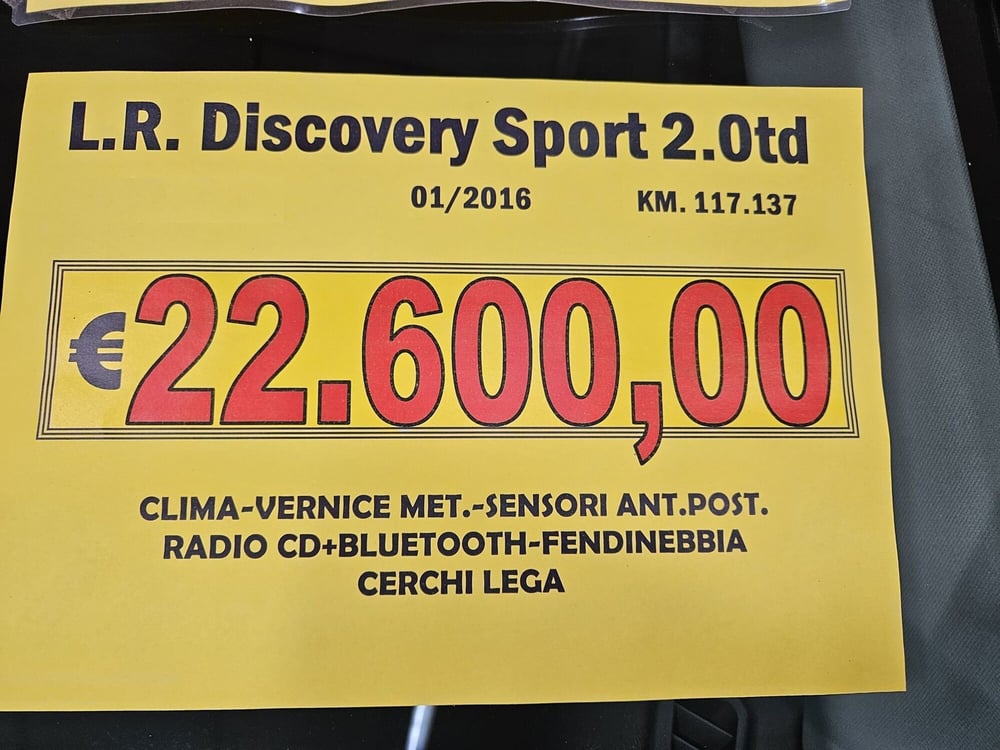 L.R. Discovery Sport 2.0td
01/2016 KM. 117.137
€22.600,00
CLIMA-VERNICE MET.-SENSORI ANT.POST.
RADIO CD+BLUETOOTH-FENDINEBBIA
CERCHI LEGA